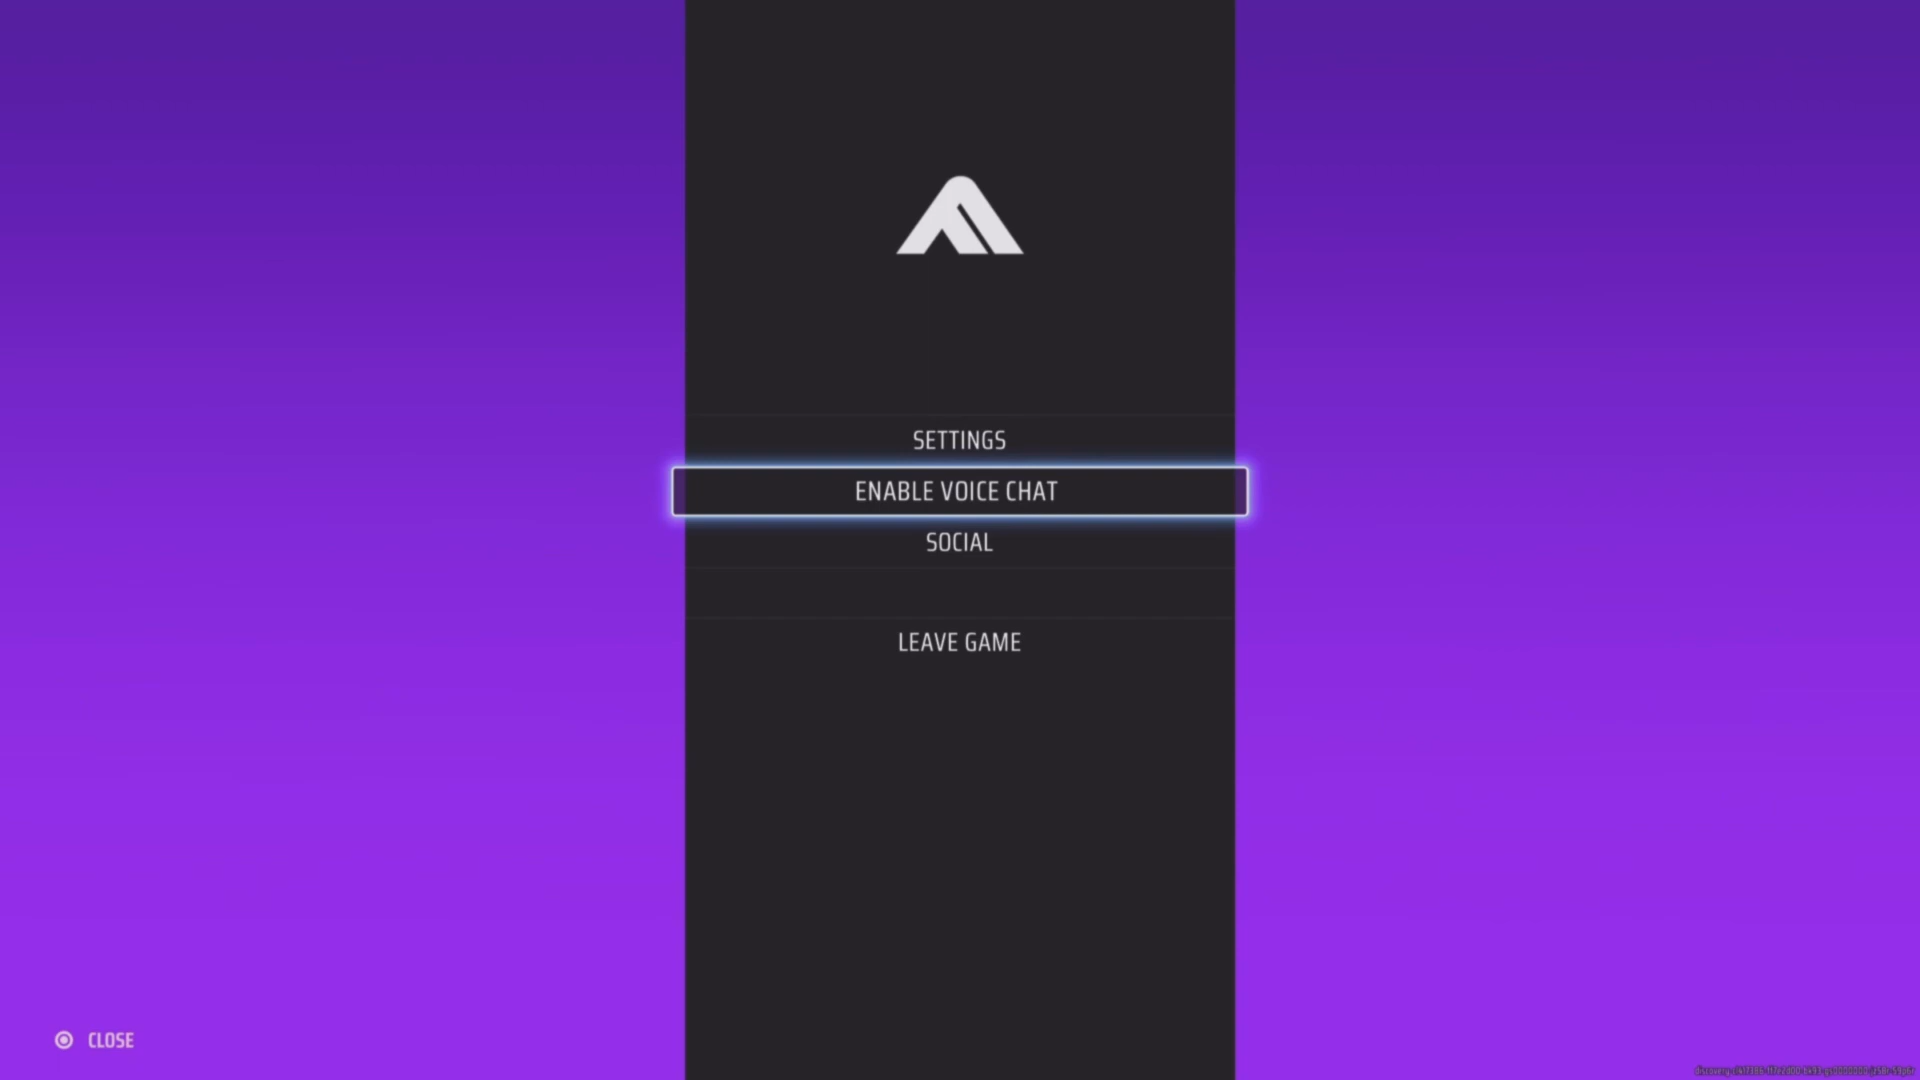 SETTINGS
ENABLE VOICE CHAT
SOCIAL
LEAVE GAME
CLOSE